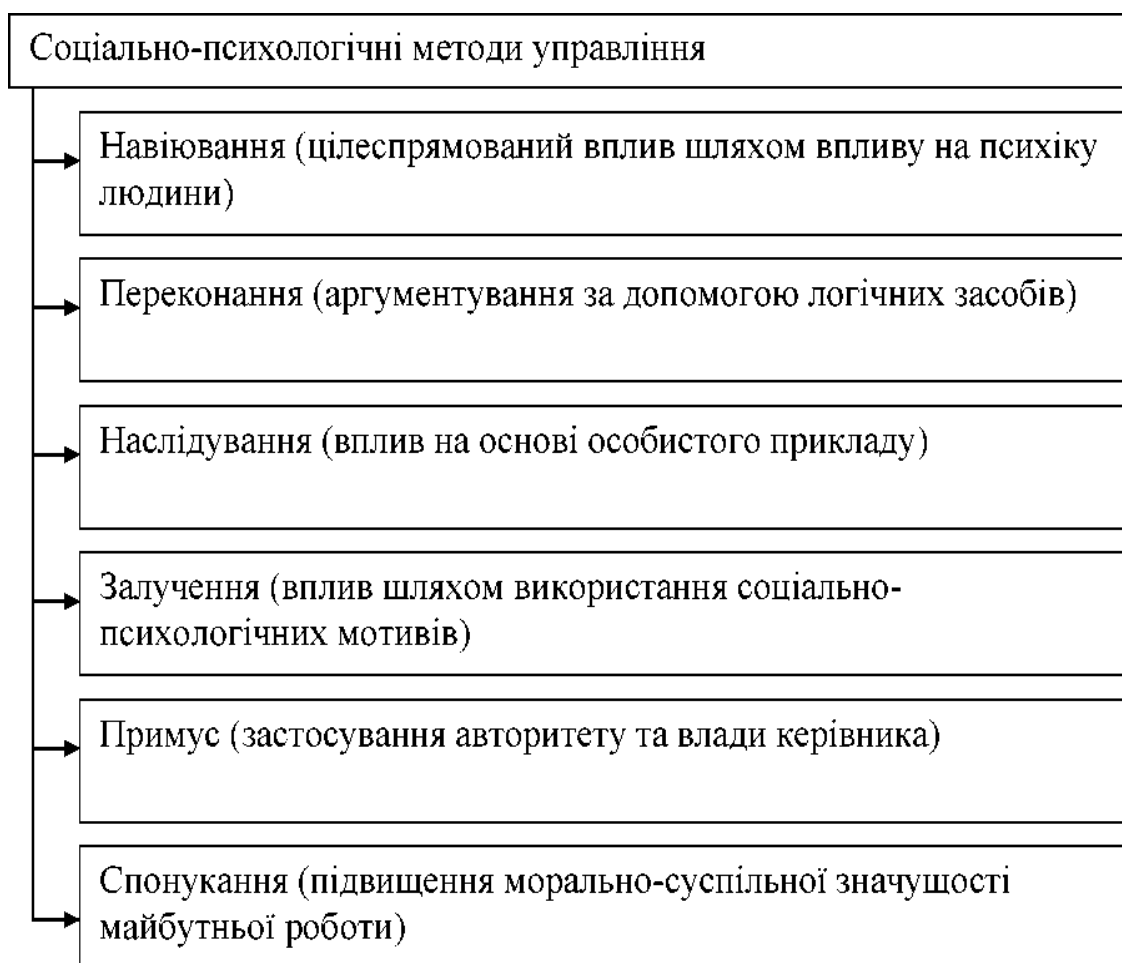 Соціально-психологічні методи управління
Навіювання (цілеспрямований вплив шляхом впливу на психіку
людини)
Переконання (аргументування за допомогою логічних засобів)
Наслідування (вплив на основі особистого прикладу)
Залучення (вплив шляхом використання соціально-
психологічних мотивів)
Примус (застосування авторитету та влади керівника)
Спонукання (підвищення морально-суспільної значущості
майбутньої роботи)